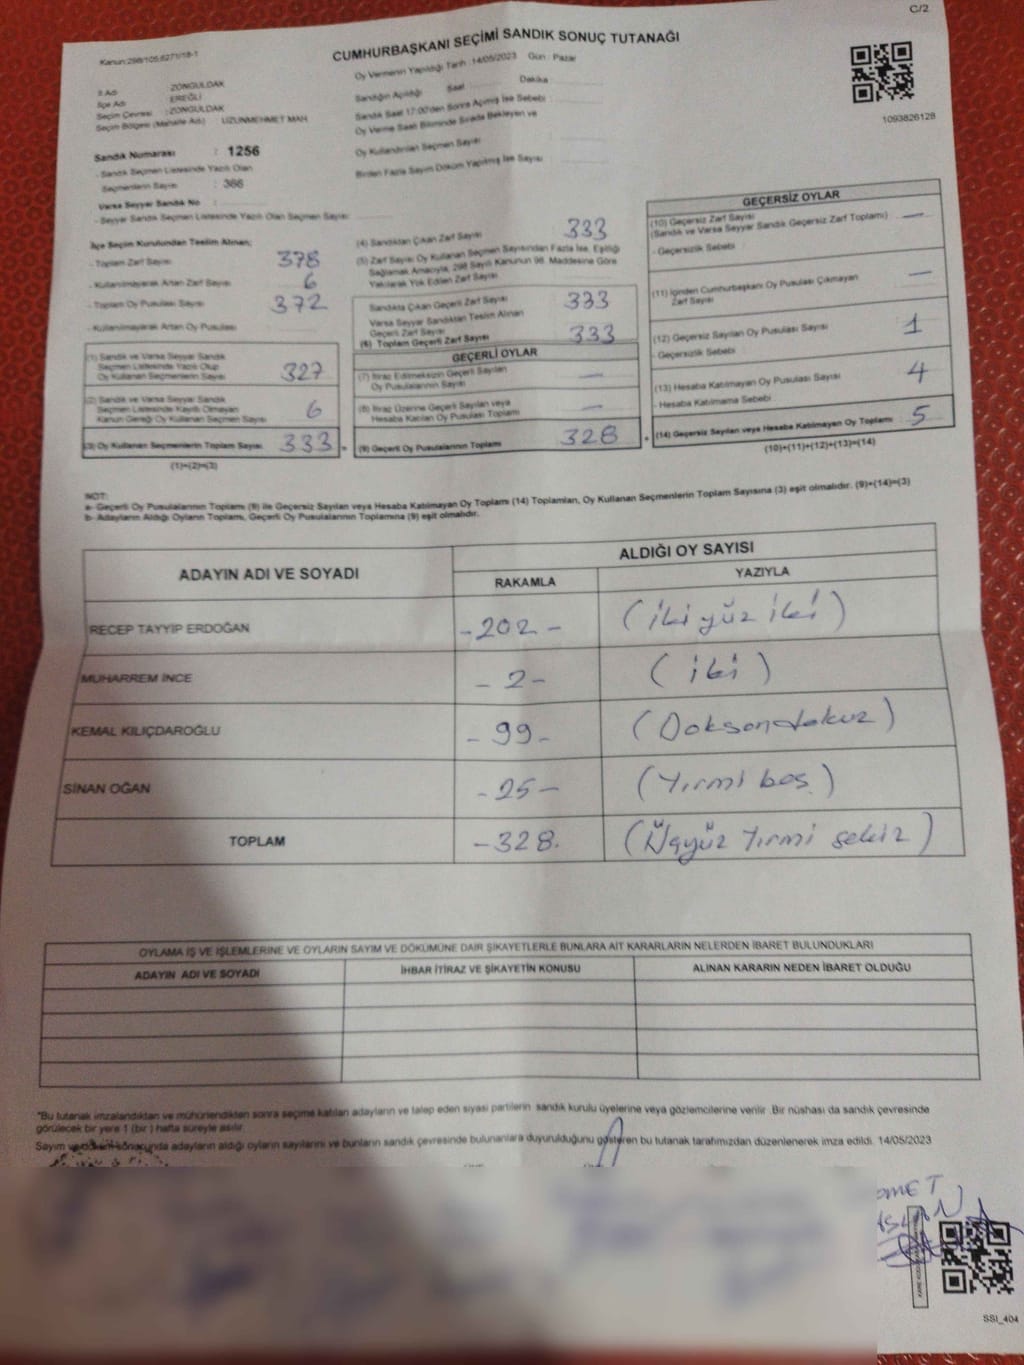 C/2
Kanun:298/105,6271/18-1
CUMHURBAŞKANI SEÇİMİ SANDIK SONUÇ TUTANAĞI
1093826128
İl Adı : ZONGULDAK
İlçe Adı : EREĞLİ
Seçim Çevresi : ZONGULDAK
Seçim Bölgesi (Mahalle Adı) : UZUNMEHMET MAH
Sandık Numarası : 1256
- Sandık Seçmen Listesinde Yazılı Olan
Seçmenlerin Sayısı : 366
Varsa Seyyar Sandık No :
- Seyyar Sandık Seçmen Listesinde Yazılı Olan Seçmen Sayısı:
Oy Vermenin Yapıldığı Tarih : 14/05/2023 Gün : Pazar
Sandığın Açıldığı Saat : Dakika :
Sandık Saat 17:00'den Sonra Açılmış İse Sebebi :
Oy Verme Saati Bitiminde Sırada Bekleyen ve
Oy Kullandırılan Seçmen Sayısı :
Birden Fazla Sayım Döküm Yapılmış İse Sayısı :
İlçe Seçim Kurulundan Teslim Alınan;
- Toplam Zarf Sayısı 378
- Kullanılmayarak Artan Zarf Sayısı 6
- Toplam Oy Pusulası Sayısı 372
- Kullanılmayarak Artan Oy Pusulası
(1) Sandık ve Varsa Seyyar Sandık
Seçmen Listesinde Yazılı Olup
Oy Kullanan Seçmenlerin Sayısı 327
(2) Sandık ve Varsa Seyyar Sandık
Seçmen Listesinde Kayıtlı Olmayan
Kanun Gereği Oy Kullanan Seçmen Sayısı 6
(3) Oy Kullanan Seçmenlerin Toplam Sayısı 333 =
(1)+(2)=(3)
(4) Sandıktan Çıkan Zarf Sayısı 333
(5) Zarf Sayısı Oy Kullanan Seçmen Sayısından Fazla İse, Eşitliği
Sağlamak Amacıyla, 298 Sayılı Kanunun 98. Maddesine Göre
Yakılarak Yok Edilen Zarf Sayısı
Sandıkta Çıkan Geçerli Zarf Sayısı 333
Varsa Seyyar Sandıktan Teslim Alınan
Geçerli Zarf Sayısı
(6) Toplam Geçerli Zarf Sayısı 333
GEÇERLİ OYLAR
(7) İtiraz Edilmeksizin Geçerli Sayılan
Oy Pusulalarının Sayısı —
(8) İtiraz Üzerine Geçerli Sayılan veya
Hesaba Katılan Oy Pusulası Toplamı —
(9) Geçerli Oy Pusulalarının Toplamı 328 +
GEÇERSİZ OYLAR
(10) Geçersiz Zarf Sayısı
(Sandık ve Varsa Seyyar Sandık Geçersiz Zarf Toplamı) —
- Geçersizlik Sebebi :
(11) İçinden Cumhurbaşkanı Oy Pusulası Çıkmayan
Zarf Sayısı —
(12) Geçersiz Sayılan Oy Pusulası Sayısı 1
- Geçersizlik Sebebi :
(13) Hesaba Katılmayan Oy Pusulası Sayısı 4
- Hesaba Katılmama Sebebi :
(14) Geçersiz Sayılan veya Hesaba Katılmayan Oy Toplamı 5
(10)+(11)+(12)+(13)=(14)
NOT:
a- Geçerli Oy Pusulalarının Toplamı (9) ile Geçersiz Sayılan veya Hesaba Katılmayan Oy Toplamı (14) Toplamları, Oy Kullanan Seçmenlerin Toplam Sayısına (3) eşit olmalıdır. (9)+(14)=(3)
b- Adayların Aldığı Oyların Toplamı, Geçerli Oy Pusulalarının Toplamına (9) eşit olmalıdır.
ADAYIN ADI VE SOYADI
ALDIĞI OY SAYISI
RAKAMLA YAZIYLA
RECEP TAYYİP ERDOĞAN -202- (iki yüz iki)
MUHARREM İNCE -2- (iki)
KEMAL KILIÇDAROĞLU -99- (Doksandokuz)
SİNAN OĞAN -25- (Yirmi beş)
TOPLAM -328- (Üçyüz Yirmi sekiz)
OYLAMA İŞ VE İŞLEMLERİNE VE OYLARIN SAYIM VE DÖKÜMÜNE DAİR ŞİKAYETLERLE BUNLARA AİT KARARLARIN NELERDEN İBARET BULUNDUKLARI
ADAYIN ADI VE SOYADI İHBAR İTİRAZ VE ŞİKAYETİN KONUSU ALINAN KARARIN NEDEN İBARET OLDUĞU
*Bu tutanak imzalandıktan ve mühürlendikten sonra seçime katılan adayların ve talep eden siyasi partilerin sandık kurulu üyelerine veya gözlemcilerine verilir. Bir nüshası da sandık çevresinde
görülecek bir yere 1 (bir) hafta süreyle asılır.
Sayım ve döküm sonucunda adayların aldığı oyların sayılarını ve bunların sandık çevresinde bulunanlara duyurulduğunu gösteren bu tutanak tarafımızdan düzenlenerek imza edildi. 14/05/2023
SSI_404